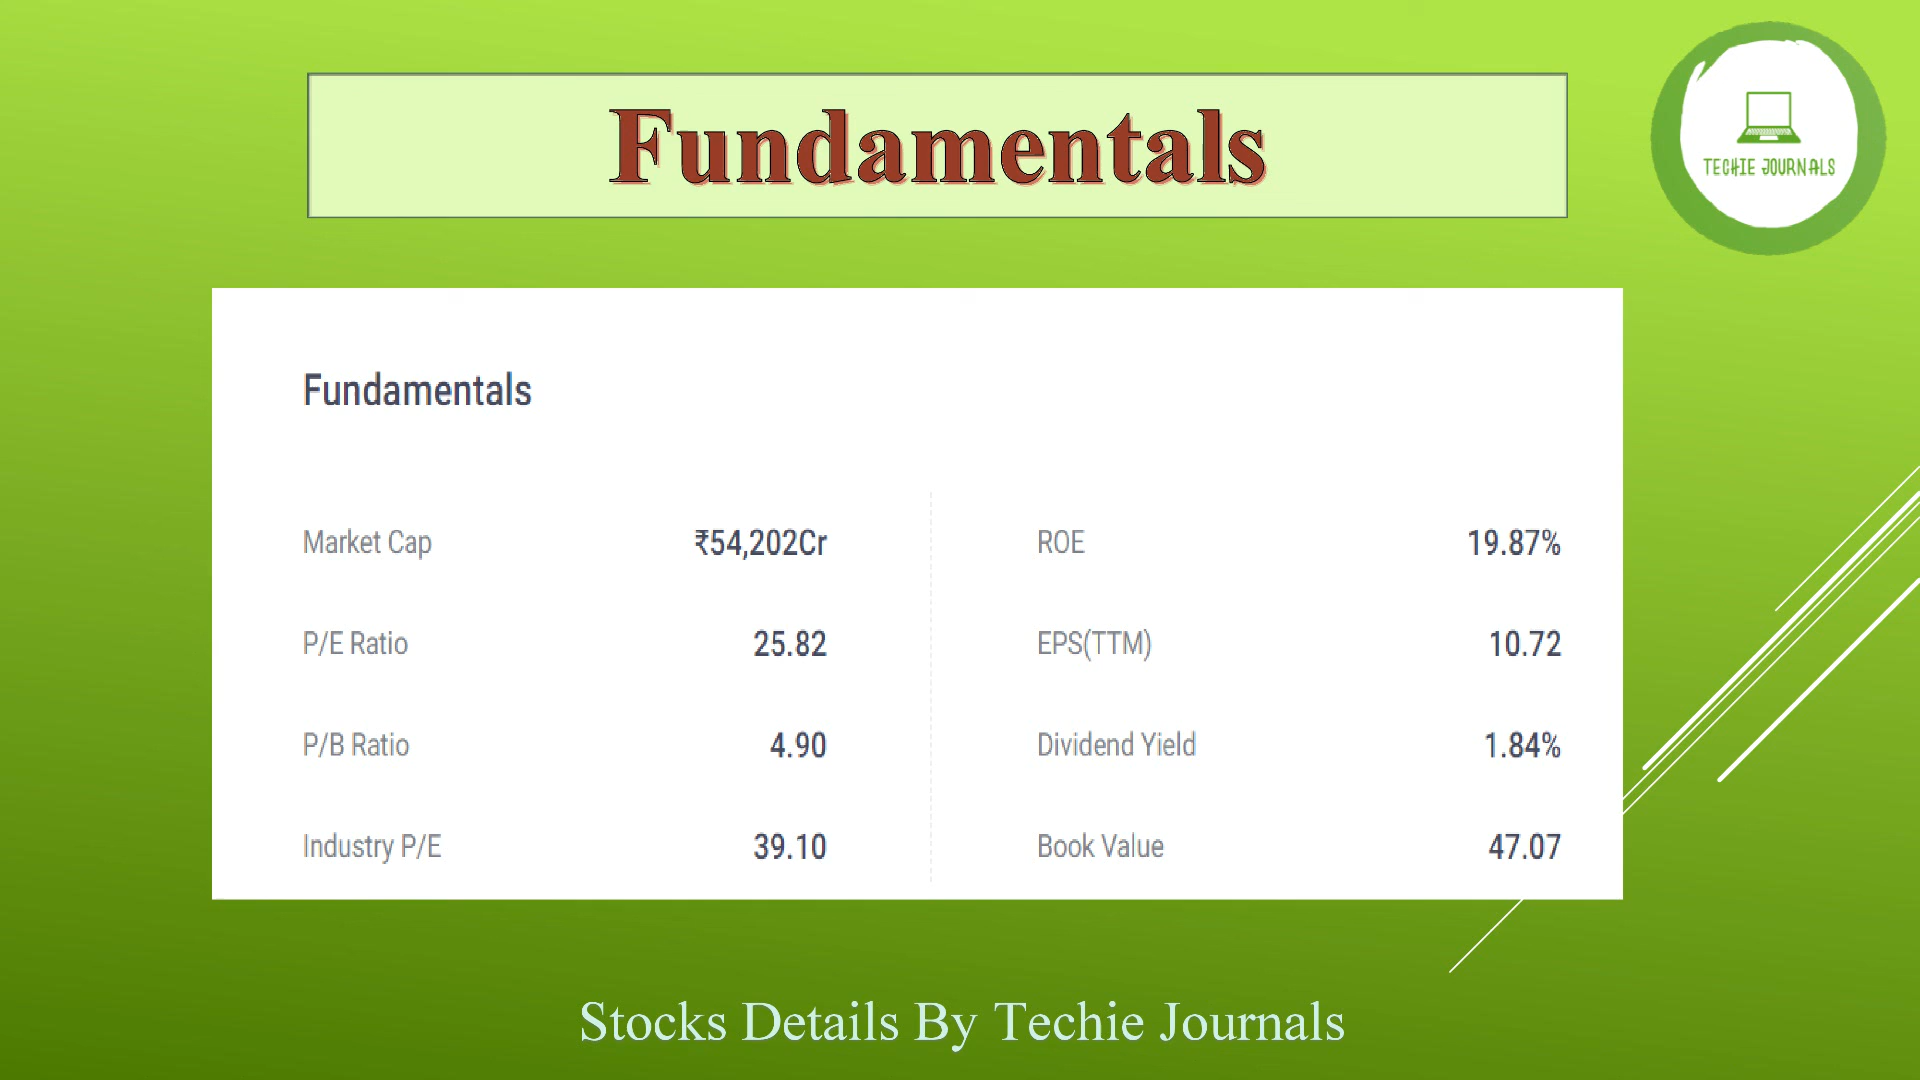 Fundamentals
TECHIE JOURNALS
Fundamentals
Market Cap ₹54,202Cr ROE 19.87%
P/E Ratio 25.82 EPS(TTM) 10.72
P/B Ratio 4.90 Dividend Yield 1.84%
Industry P/E 39.10 Book Value 47.07
Stocks Details By Techie Journals